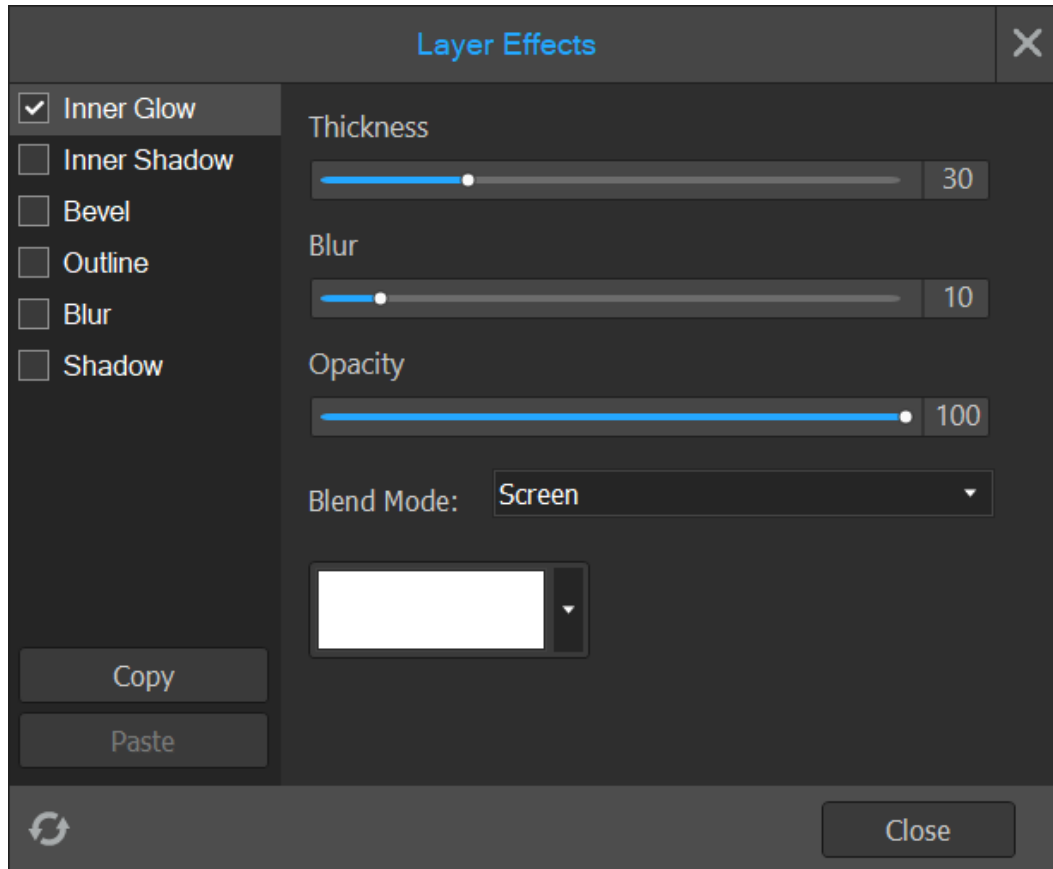 Layer Effects
Inner Glow
Inner Shadow
Bevel
Outline
Blur
Shadow
Copy
Paste
Thickness
30
Blur
10
Opacity
100
Blend Mode: Screen
Close